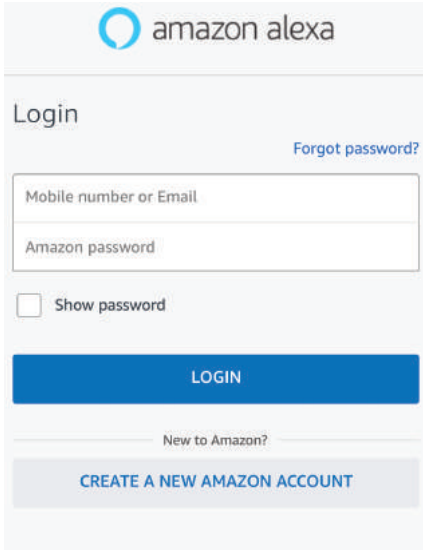 amazon alexa
Login
Forgot password?
Mobile number or Email
Amazon password
Show password
LOGIN
New to Amazon?
CREATE A NEW AMAZON ACCOUNT